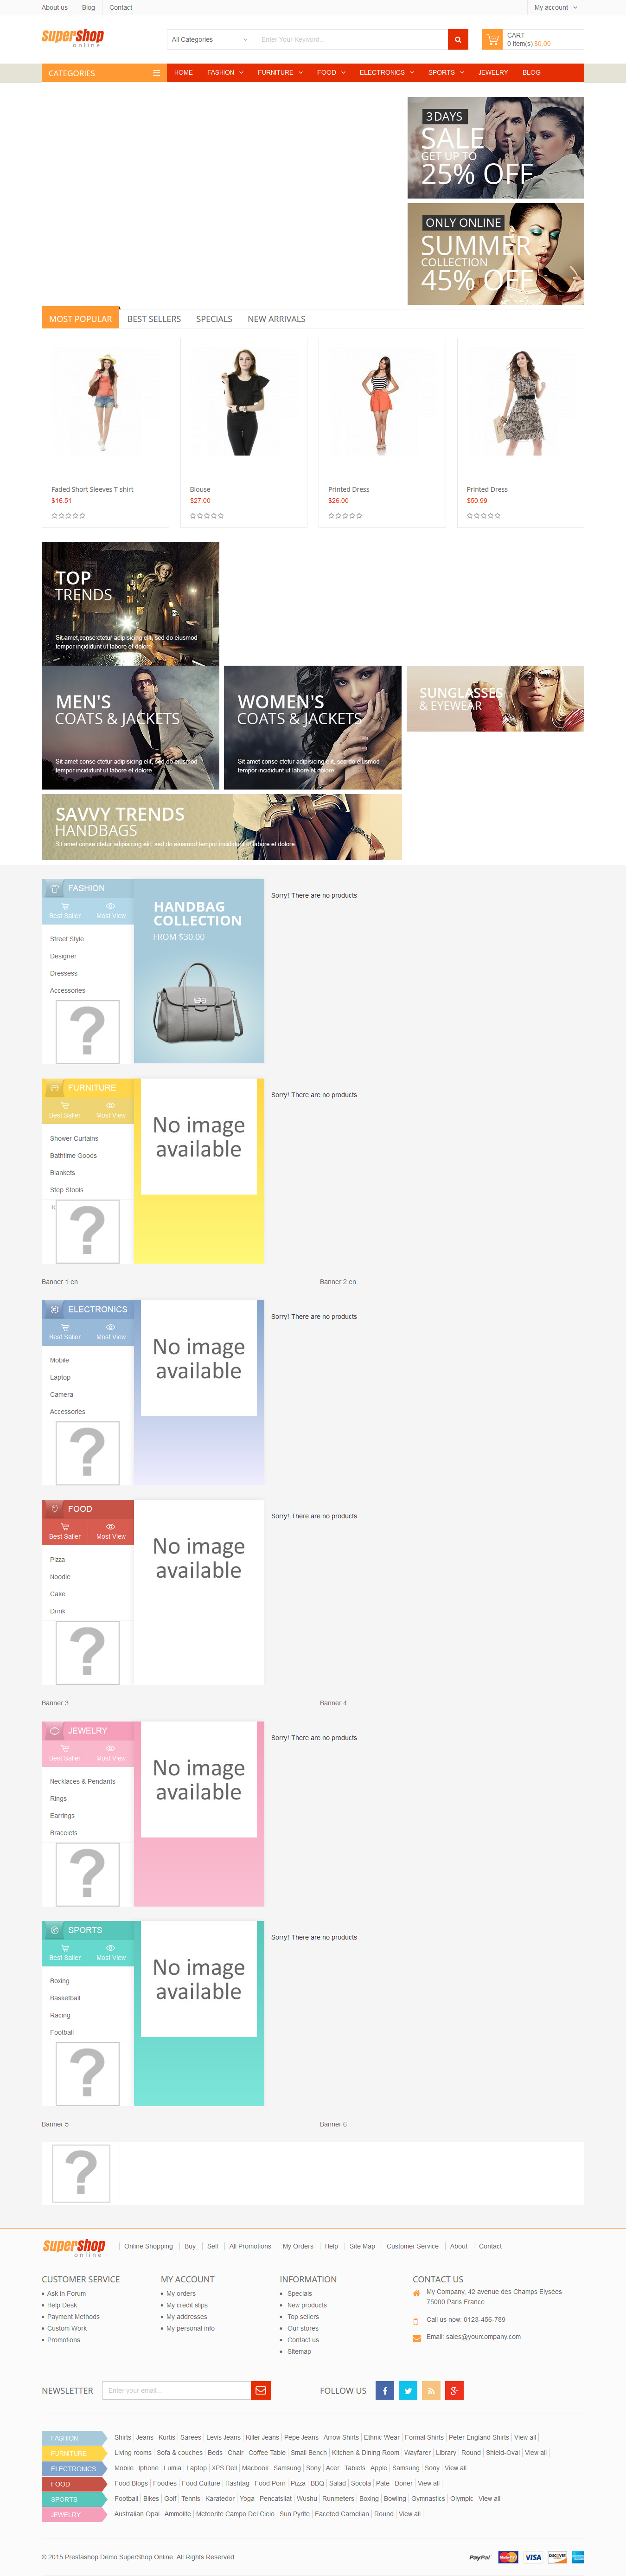 About us
Blog
Contact
My account
superShop
online
All Categories
Enter Your Keyword...
CART
0 item(s) $0.00
CATEGORIES
HOME
FASHION
FURNITURE
FOOD
ELECTRONICS
SPORTS
JEWELRY
BLOG
3DAYS
SALE
GET UP TO
25% OFF
ONLY ONLINE
SUMMER
COLLECTION
45% OFF
MOST POPULAR
BEST SELLERS
SPECIALS
NEW ARRIVALS
Faded Short Sleeves T-shirt
$16.51
Blouse
$27.00
Printed Dress
$26.00
Printed Dress
$50.99
TOP
TRENDS
Sit amet conse ctetur adipisicing elit, sed do eiusmod
tempor incididunt ut labore et dolore
MEN'S
COATS & JACKETS
Sit amet conse ctetur adipisicing elit, sed do eiusmod
tempor incididunt ut labore et dolore
WOMEN'S
COATS & JACKETS
Sit amet conse ctetur adipisicing elit, sed do eiusmod
tempor incididunt ut labore et dolore
SUNGLASSES
& EYEWEAR
SAVVY TRENDS
HANDBAGS
Sit amet conse ctetur adipisicing elit, sed do eiusmod tempor incididunt ut labore et dolore
FASHION
Best Saller
Most View
Street Style
Designer
Dressess
Accessories
?
HANDBAG
COLLECTION
FROM $30.00
Sorry! There are no products
FURNITURE
Best Saller
Most View
Shower Curtains
Bathtime Goods
Blankets
Step Stools
?
No image
available
Sorry! There are no products
Banner 1 en
Banner 2 en
ELECTRONICS
Best Saller
Most View
Mobile
Laptop
Camera
Accessories
?
No image
available
Sorry! There are no products
FOOD
Best Saller
Most View
Pizza
Noodle
Cake
Drink
?
No image
available
Sorry! There are no products
Banner 3
Banner 4
JEWELRY
Best Saller
Most View
Necklaces & Pendants
Rings
Earrings
Bracelets
?
No image
available
Sorry! There are no products
SPORTS
Best Saller
Most View
Boxing
Basketball
Racing
Football
?
No image
available
Sorry! There are no products
Banner 5
Banner 6
?
superShop
online
Online Shopping
Buy
Sell
All Promotions
My Orders
Help
Site Map
Customer Service
About
Contact
CUSTOMER SERVICE
Ask in Forum
Help Desk
Payment Methods
Custom Work
Promotions
MY ACCOUNT
My orders
My credit slips
My addresses
My personal info
INFORMATION
Specials
New products
Top sellers
Our stores
Contact us
Sitemap
CONTACT US
My Company, 42 avenue des Champs Elysées
75000 Paris France
Call us now: 0123-456-789
Email: sales@yourcompany.com
NEWSLETTER
Enter your email...
FOLLOW US
FASHION
Shirts | Jeans | Kurtis | Sarees | Levis Jeans | Killer Jeans | Pepe Jeans | Arrow Shirts | Ethnic Wear | Formal Shirts | Peter England Shirts | View all
FURNITURE
Living rooms | Sofa & couches | Beds | Chair | Coffee Table | Small Bench | Kitchen & Dining Room | Wayfarer | Library | Round | Shield-Oval | View all
ELECTRONICS
Mobile | Iphone | Lumia | Laptop | XPS Dell | Macbook | Samsung | Sony | Acer | Tablets | Apple | Samsung | Sony | View all
FOOD
Food Blogs | Foodies | Food Culture | Hashtag | Food Porn | Pizza | BBQ | Salad | Socola | Pate | Doner | View all
SPORTS
Football | Bikes | Golf | Tennis | Karatedor | Yoga | Pencatsilat | Wushu | Runmeters | Boxing | Bowling | Gymnastics | Olympic | View all
JEWELRY
Australian Opal | Ammolite | Meteorite Campo Del Cielo | Sun Pyrite | Faceted Carnelian | Round | View all
© 2015 Prestashop Demo SuperShop Online. All Rights Reserved.
PayPal
MasterCard
VISA
DISCOVER